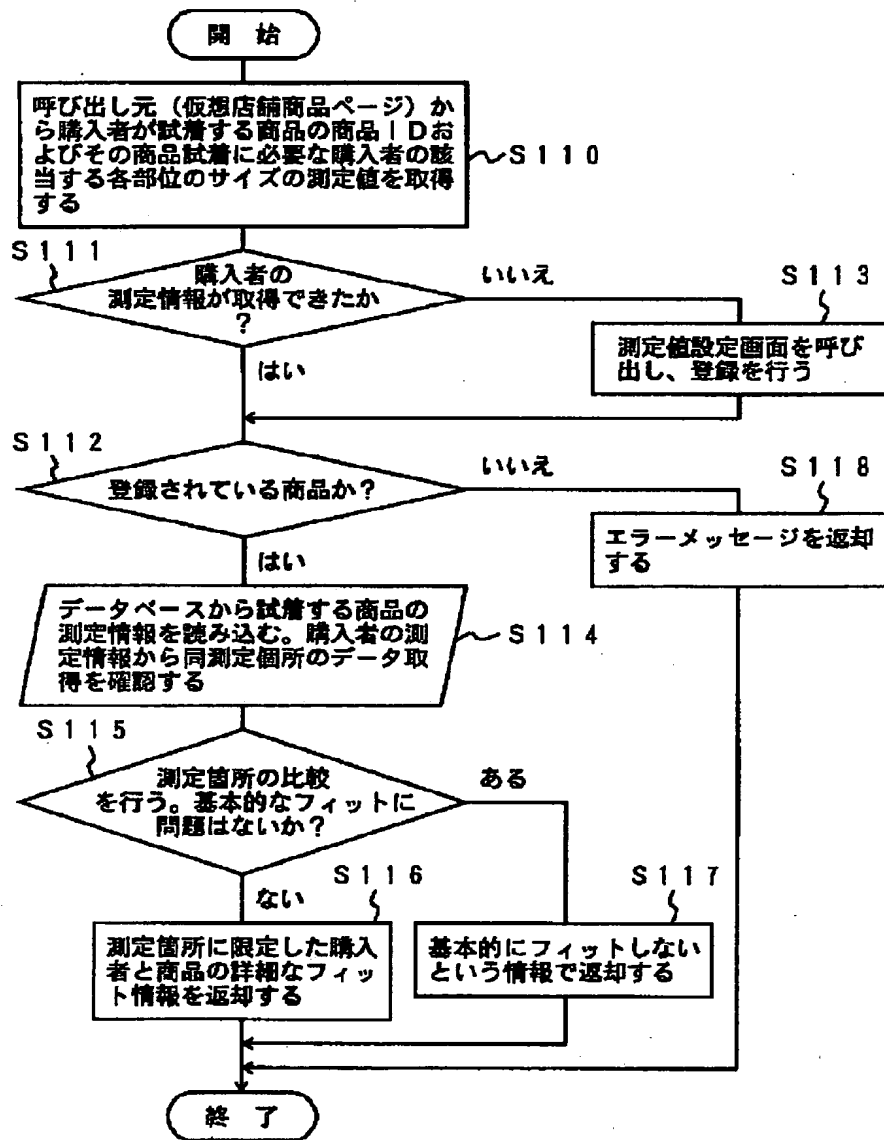 開 始
呼び出し元（仮想店舗商品ページ）か
ら購入者が試着する商品の商品ＩＤお
よびその商品試着に必要な購入者の該
当する各部位のサイズの測定値を取得
する
Ｓ１１０
Ｓ１１１
購入者の
測定情報が取得できたか
？
いいえ
はい
Ｓ１１３
測定値設定画面を呼び
出し、登録を行う
Ｓ１１２
登録されている商品か？
いいえ
はい
Ｓ１１８
エラーメッセージを返却
する
データベースから試着する商品の
測定情報を読み込む。購入者の測
定情報から同測定個所のデータ取
得を確認する
Ｓ１１４
Ｓ１１５
測定箇所の比較
を行う。基本的なフィットに
問題はないか？
ある
ない
Ｓ１１６
測定箇所に限定した購入
者と商品の詳細なフィッ
ト情報を返却する
Ｓ１１７
基本的にフィットしない
という情報で返却する
終 了